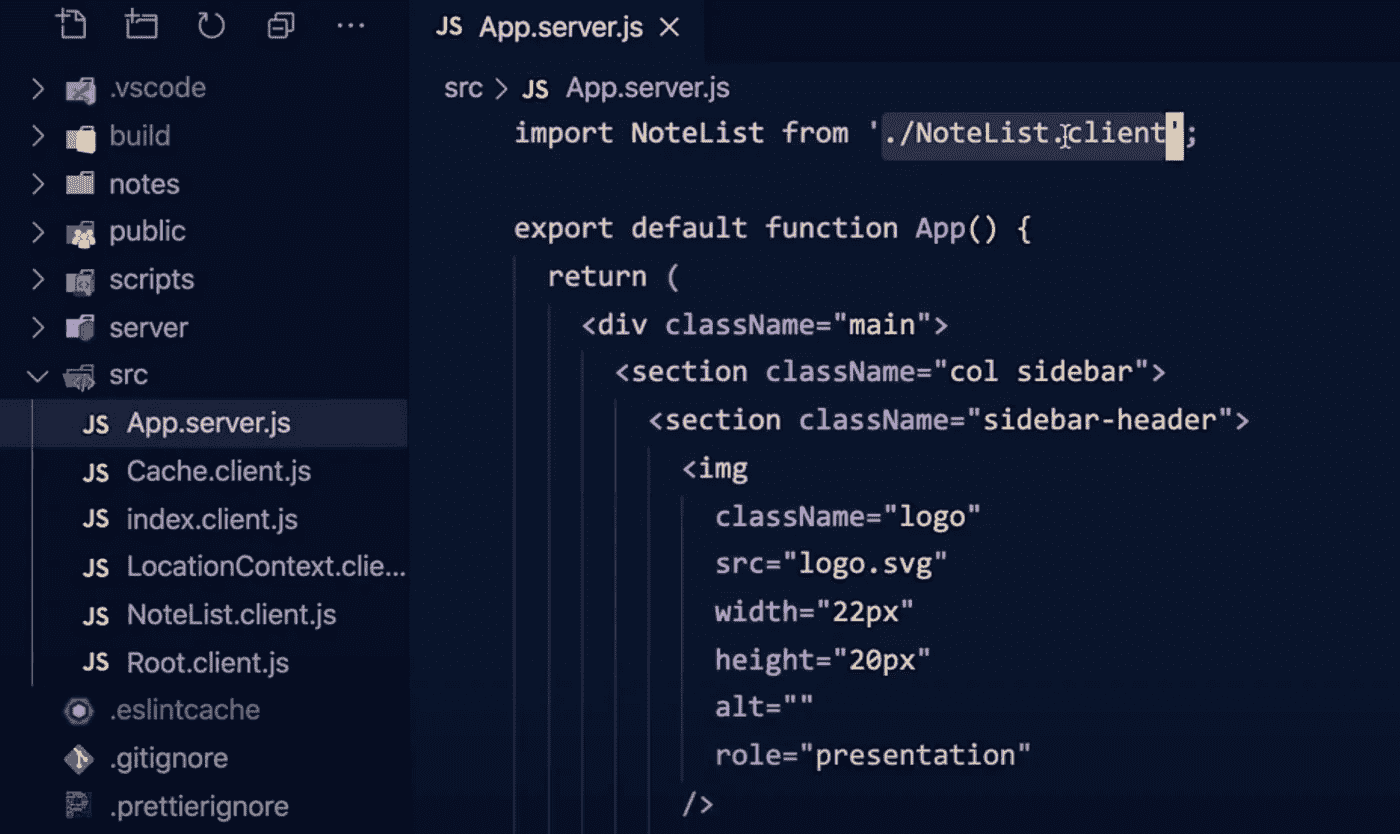 .vscode
build
notes
public
scripts
server
src
JS App.server.js
JS Cache.client.js
JS index.client.js
JS LocationContext.clie...
JS NoteList.client.js
JS Root.client.js
.eslintcache
.gitignore
.prettierignore
JS App.server.js
src > JS App.server.js
import NoteList from './NoteList.client';
export default function App() {
return (
<div className="main">
<section className="col sidebar">
<section className="sidebar-header">
<img
className="logo"
src="logo.svg"
width="22px"
height="20px"
alt=""
role="presentation"
/>